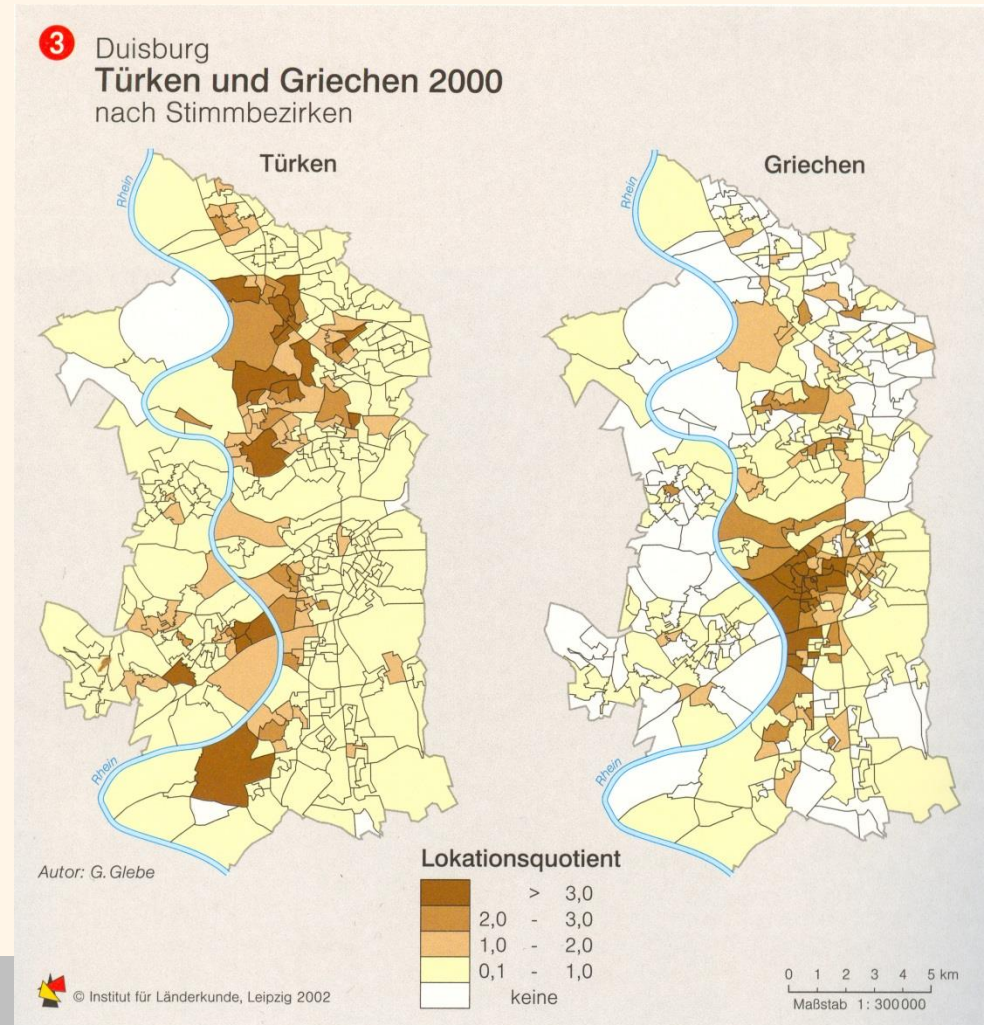 3
Duisburg
Türken und Griechen 2000
nach Stimmbezirken
Türken
Griechen
Rhein
Rhein
Rhein
Rhein
Autor: G. Glebe
Lokationsquotient
> 3,0
2,0 - 3,0
1,0 - 2,0
0,1 - 1,0
keine
© Institut für Länderkunde, Leipzig 2002
0 1 2 3 4 5 km
Maßstab 1: 300000